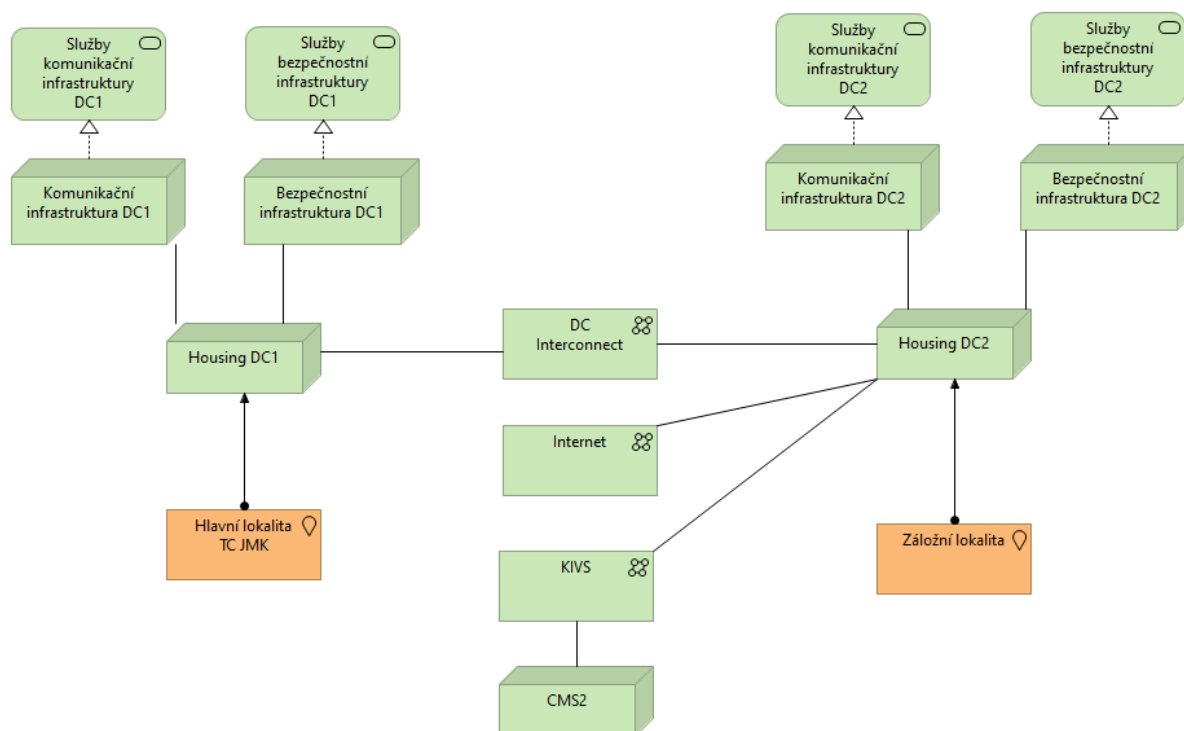 Služby
komunikační
infrastruktury
DC1
Služby
bezpečnostní
infrastruktury
DC1
Služby
komunikační
infrastruktury
DC2
Služby
bezpečnostní
infrastruktury
DC2
Komunikační
infrastruktura DC1
Bezpečnostní
infrastruktura DC1
Komunikační
infrastruktura DC2
Bezpečnostní
infrastruktura DC2
Housing DC1
DC
Interconnect
Housing DC2
Internet
Hlavní lokalita
TC JMK
Záložní lokalita
KIVS
CMS2